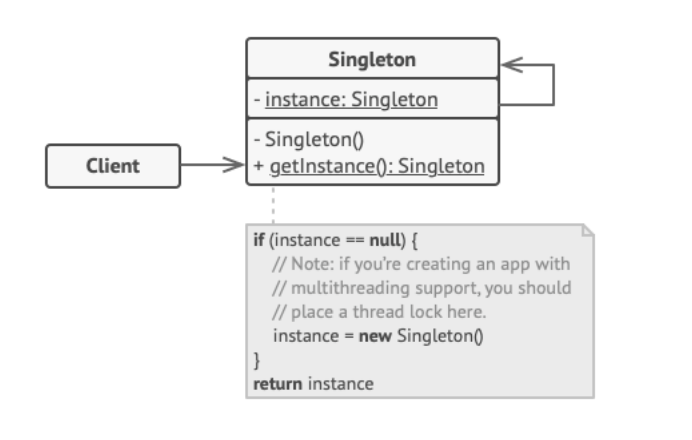 Singleton
- instance: Singleton
- Singleton()
+ getInstance(): Singleton
Client
if (instance == null) {
// Note: if you're creating an app with
// multithreading support, you should
// place a thread lock here.
instance = new Singleton()
}
return instance